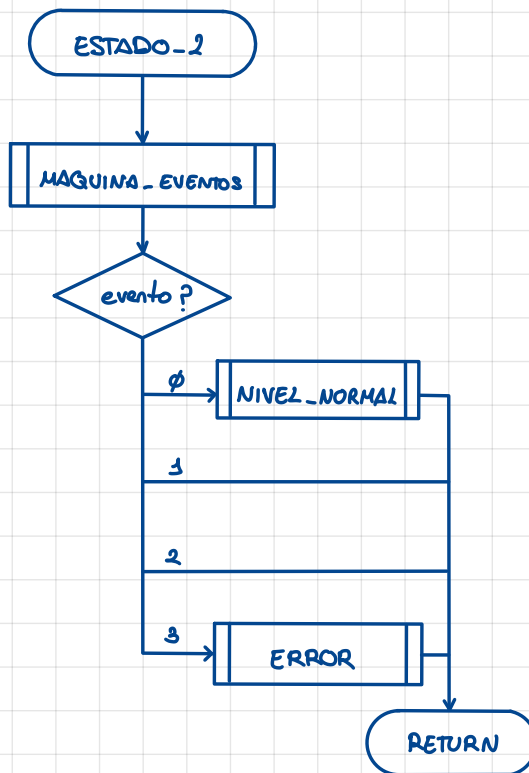 ESTADO_2
MAQUINA_EVENTOS
evento?
Ø
NIVEL_NORMAL
1
2
3
ERROR
RETURN